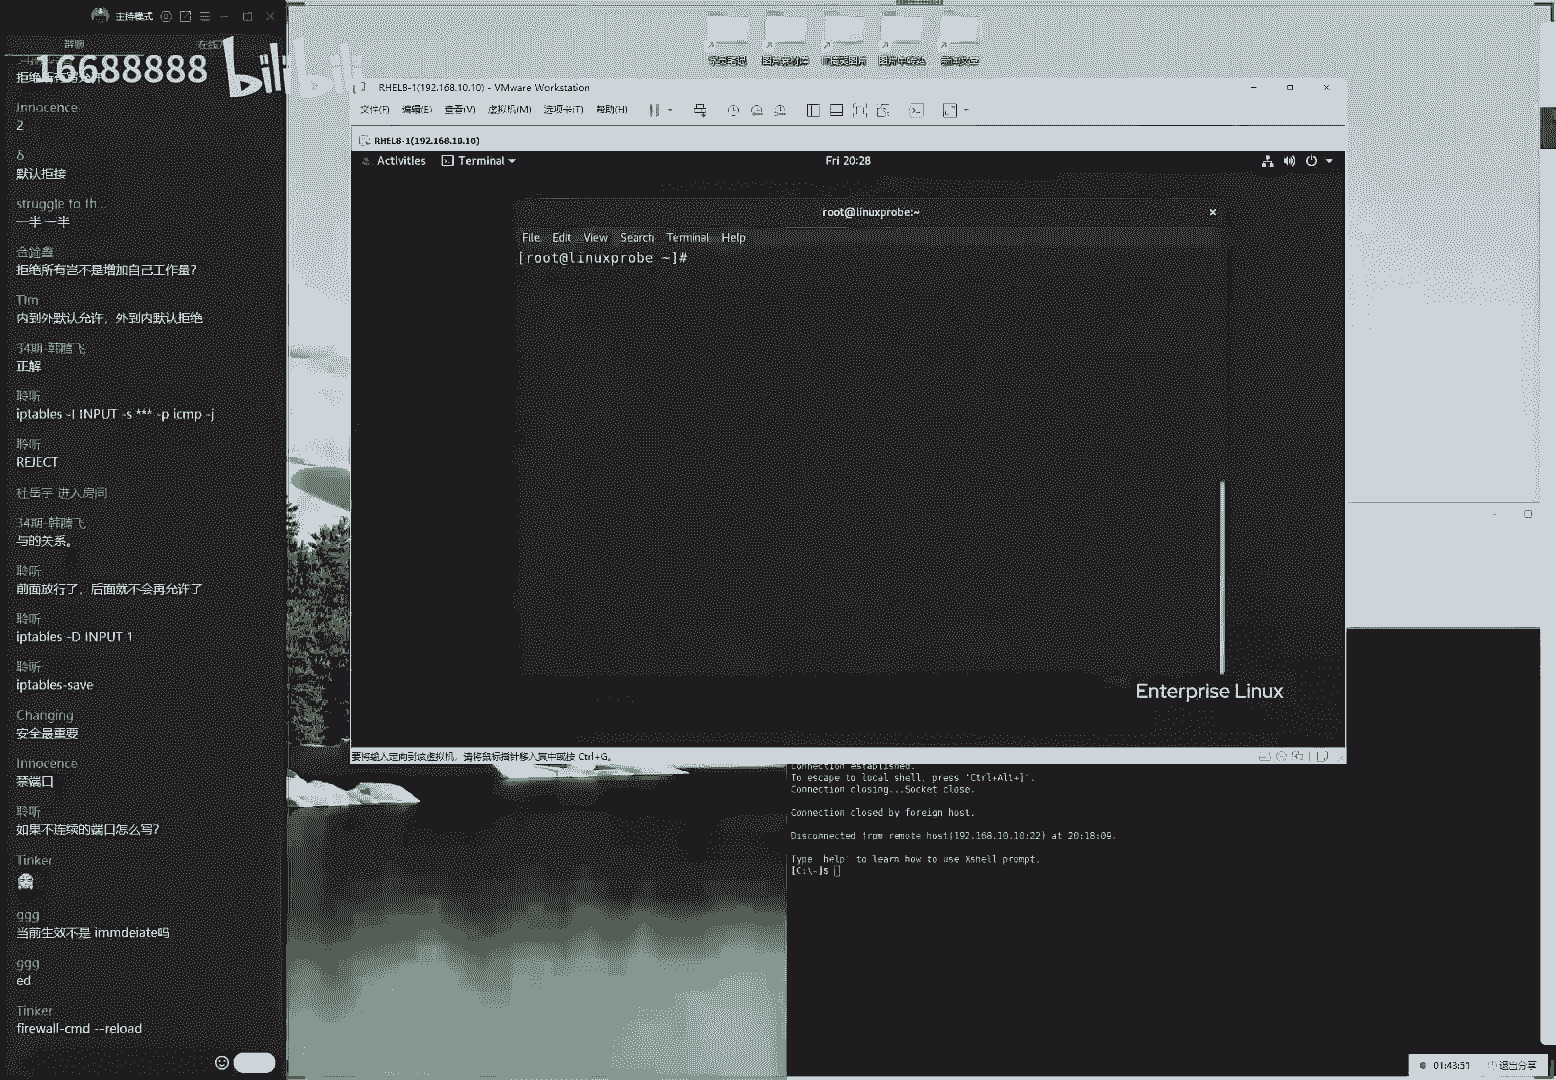 主持模式
群聊
16688888
bilibili
Innocence
2
δ
默认拒接
struggle to th...
一半 一半
拒绝所有岂不是增加自己工作量?
Tim
内到外默认允许，外到内默认拒绝
34期-韩腾飞
正解
聆听
iptables -I INPUT -s *** -p icmp -j
聆听
REJECT
杜岳宇 进入房间
34期-韩腾飞
与的关系。
聆听
前面放行了，后面就不会再允许了
聆听
iptables -D INPUT 1
聆听
iptables-save
Changing
安全最重要
Innocence
禁端口
聆听
如果不连续的端口怎么写?
Tinker
ggg
当前生效不是 immdeiate吗
ggg
ed
Tinker
firewall-cmd --reload
RHEL8-1(192.168.10.10) - VMware Workstation
文件(F) 编辑(E) 查看(V) 虚拟机(M) 选项卡(T) 帮助(H)
RHEL8-1(192.168.10.10)
Activities Terminal Fri 20:28
root@linuxprobe:~
File Edit View Search Terminal Help
[root@linuxprobe ~]#
Enterprise Linux
要将输入定向到该虚拟机，请将鼠标指针移入其中或按 Ctrl+G。
Connection established.
To escape to local shell, press 'Ctrl+Alt+]'.
Connection closing...Socket close.
Connection closed by foreign host.
Disconnected from remote host(192.168.10.10:22) at 20:18:09.
Type `help' to learn how to use Xshell prompt.
[C:\~]$
退出分享